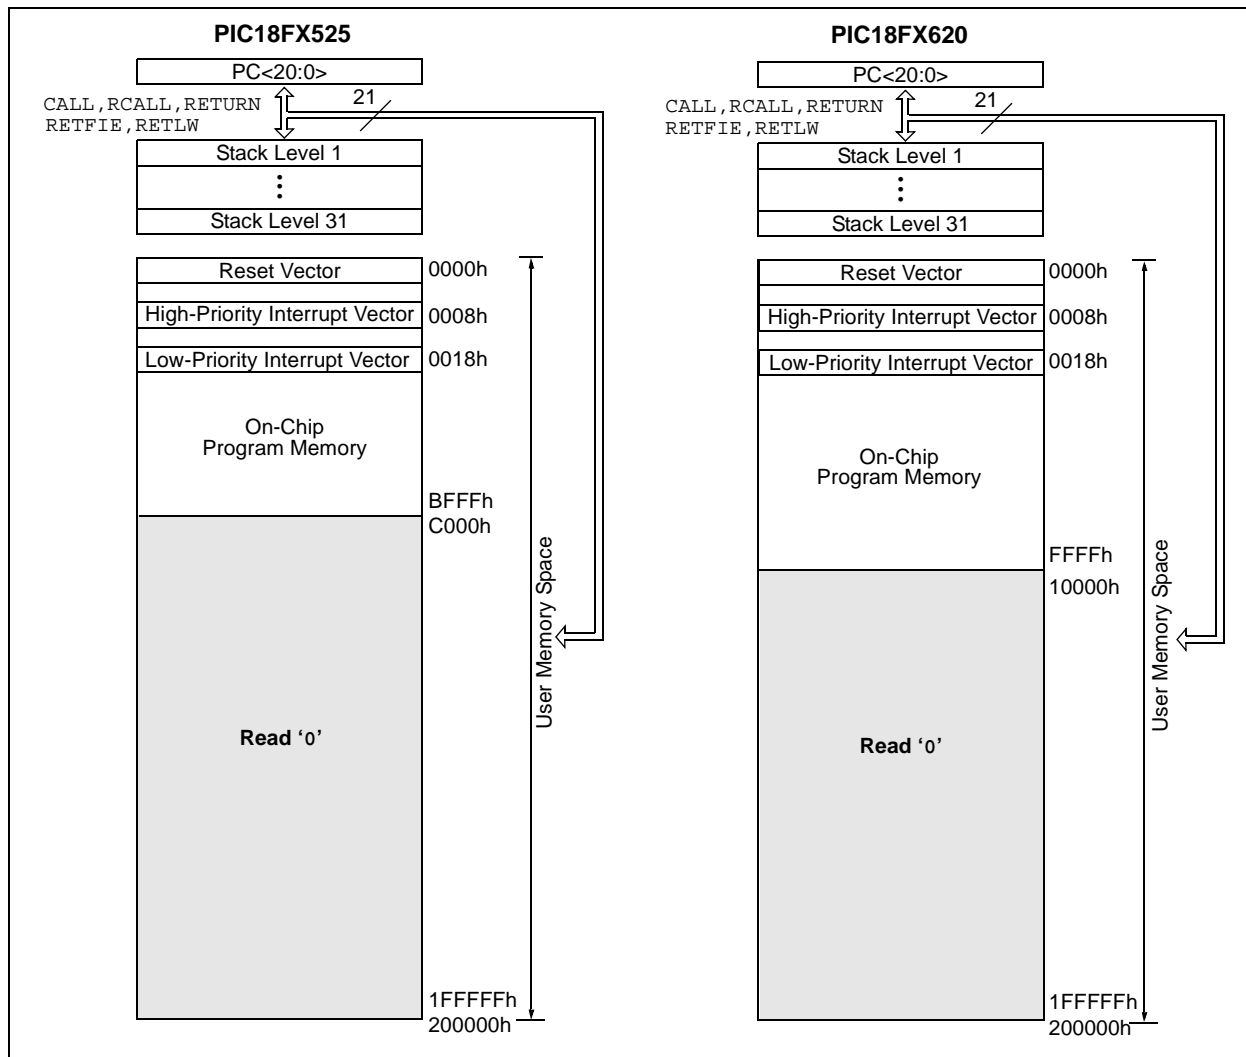 PIC18FX525
PC<20:0>
CALL,RCALL,RETURN
RETFIE,RETLW
21
Stack Level 1
Stack Level 31
Reset Vector
0000h
High-Priority Interrupt Vector
0008h
Low-Priority Interrupt Vector
0018h
On-Chip
Program Memory
BFFFh
C000h
User Memory Space
Read ‘0’
1FFFFFh
200000h
PIC18FX620
PC<20:0>
CALL,RCALL,RETURN
RETFIE,RETLW
21
Stack Level 1
Stack Level 31
Reset Vector
0000h
High-Priority Interrupt Vector
0008h
Low-Priority Interrupt Vector
0018h
On-Chip
Program Memory
FFFFh
10000h
User Memory Space
Read ‘0’
1FFFFFh
200000h